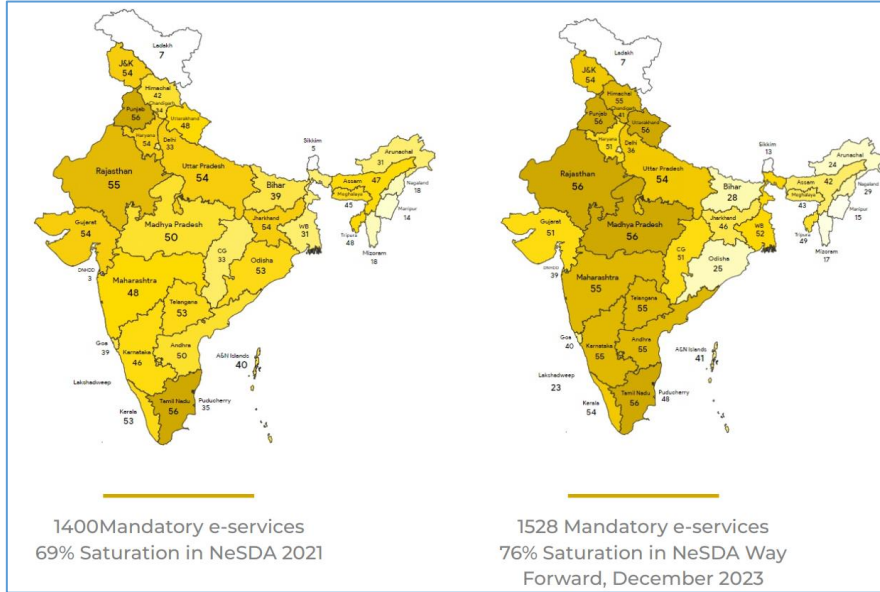 Ladakh
7
J&K
54
Himachal
42
Chandigarh
54
Punjab
56
Uttarakhand
48
Haryana
54
Delhi
33
Rajasthan
55
Uttar Pradesh
54
Sikkim
5
Arunachal
31
Assam
47
Nagaland
18
Meghalaya
45
Manipur
14
Tripura
48
Mizoram
18
Bihar
39
Jharkhand
54
WB
31
3
Gujarat
54
Madhya Pradesh
50
CG
33
Odisha
53
DNHDD
3
Maharashtra
48
Telangana
53
Goa
39
Karnataka
46
Andhra
50
A&N Islands
40
Lakshadweep
Kerala
53
Tamil Nadu
56
Puducherry
35
1400Mandatory e-services
69% Saturation in NeSDA 2021
Ladakh
7
J&K
54
Himachal
55
Chandigarh
41
Punjab
56
Uttarakhand
56
Haryana
51
Delhi
36
Rajasthan
56
Uttar Pradesh
54
Sikkim
13
Arunachal
24
Assam
42
Nagaland
29
Meghalaya
43
Manipur
15
Tripura
49
Mizoram
17
Bihar
28
Jharkhand
46
WB
52
3
Gujarat
51
Madhya Pradesh
56
CG
51
Odisha
25
DNHDD
39
Maharashtra
55
Telangana
55
Goa
40
Karnataka
55
Andhra
55
A&N Islands
41
Lakshadweep
23
Kerala
54
Tamil Nadu
56
Puducherry
48
1528 Mandatory e-services
76% Saturation in NeSDA Way
Forward, December 2023